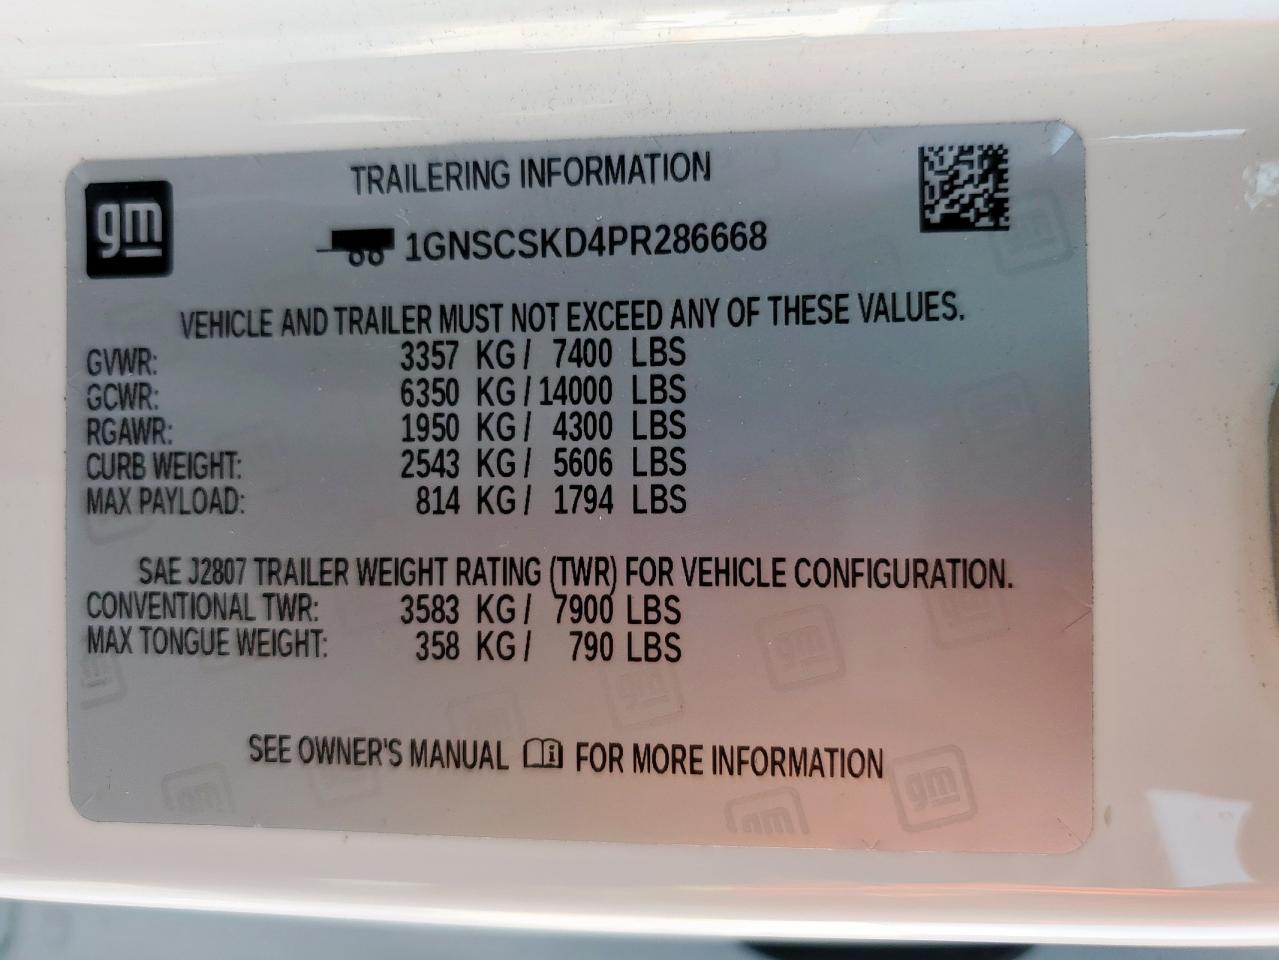 gm
TRAILERING INFORMATION
1GNSCSKD4PR286668
VEHICLE AND TRAILER MUST NOT EXCEED ANY OF THESE VALUES.
GVWR: 3357 KG / 7400 LBS
GCWR: 6350 KG / 14000 LBS
RGAWR: 1950 KG / 4300 LBS
CURB WEIGHT: 2543 KG / 5606 LBS
MAX PAYLOAD: 814 KG / 1794 LBS
SAE J2807 TRAILER WEIGHT RATING (TWR) FOR VEHICLE CONFIGURATION.
CONVENTIONAL TWR: 3583 KG / 7900 LBS
MAX TONGUE WEIGHT: 358 KG / 790 LBS
SEE OWNER'S MANUAL FOR MORE INFORMATION